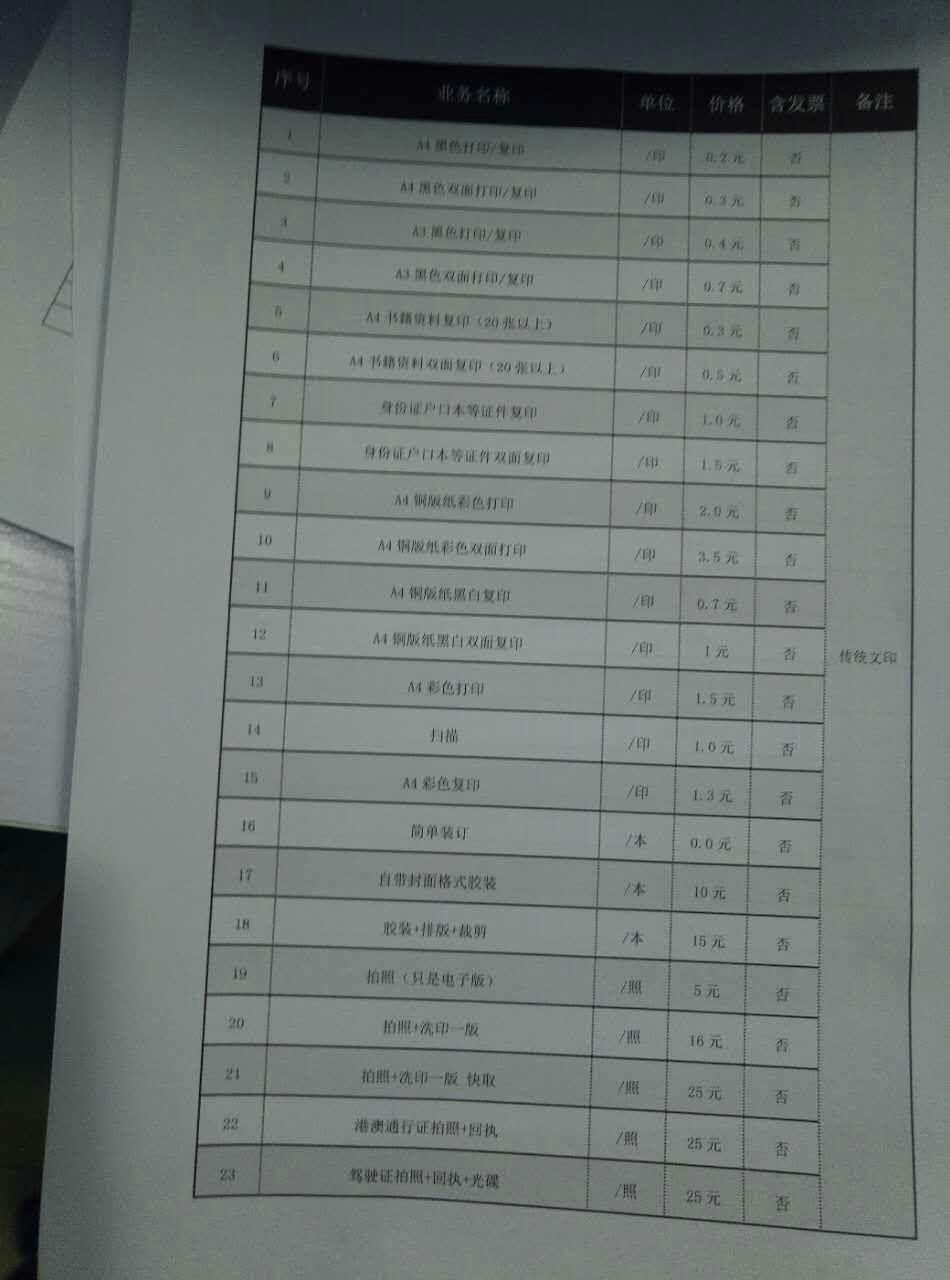 序号 业务名称 单位 价格 含发票 备注
1 A4 黑色打印/复印 /印 0.2 元 否
2 A4 黑色双面打印/复印 /印 0.3 元 否
3 A3 黑色打印/复印 /印 0.4 元 否
4 A3 黑色双面打印/复印 /印 0.7 元 否
5 A4 书籍资料复印（20 张以上） /印 0.3 元 否
6 A4 书籍资料双面复印（20 张以上） /印 0.5 元 否
7 身份证户口本等证件复印 /印 1.0 元 否
8 身份证户口本等证件双面复印 /印 1.5 元 否
9 A4 铜版纸彩色打印 /印 2.0 元 否
10 A4 铜版纸彩色双面打印 /印 3.5 元 否
11 A4 铜版纸黑白复印 /印 0.7 元 否
12 A4 铜版纸黑白双面复印 /印 1 元 否 传统文印
13 A4 彩色打印 /印 1.5 元 否
14 扫描 /印 1.0 元 否
15 A4 彩色复印 /印 1.3 元 否
16 简单装订 /本 0.0 元 否
17 自带封面格式胶装 /本 10 元 否
18 胶装+排版+裁剪 /本 15 元 否
19 拍照（只是电子版） /照 5 元 否
20 拍照+洗印一版 /照 16 元 否
21 拍照+洗印一版 快取 /照 25 元 否
22 港澳通行证拍照+回执 /照 25 元 否
23 驾驶证拍照+回执+光碟 /照 25 元 否